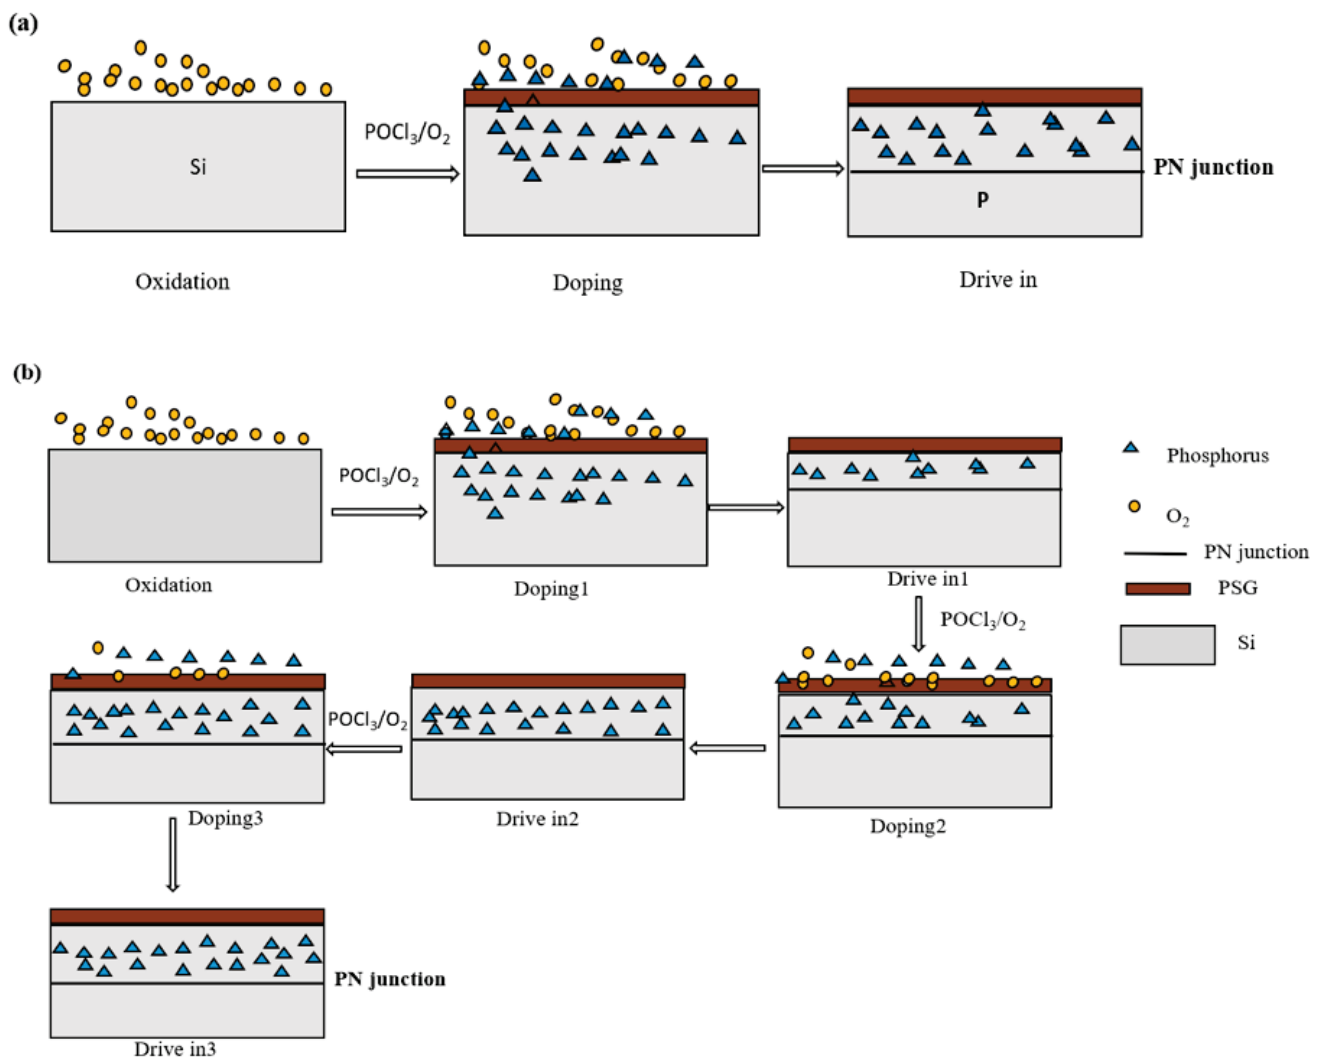 (a)
Si
POCl₃/O₂
PN junction
P
Oxidation
Doping
Drive in
(b)
POCl₃/O₂
Oxidation
Doping1
Drive in1
Phosphorus
O₂
PN junction
PSG
Si
POCl₃/O₂
POCl₃/O₂
Doping3
Drive in2
Doping2
PN junction
Drive in3